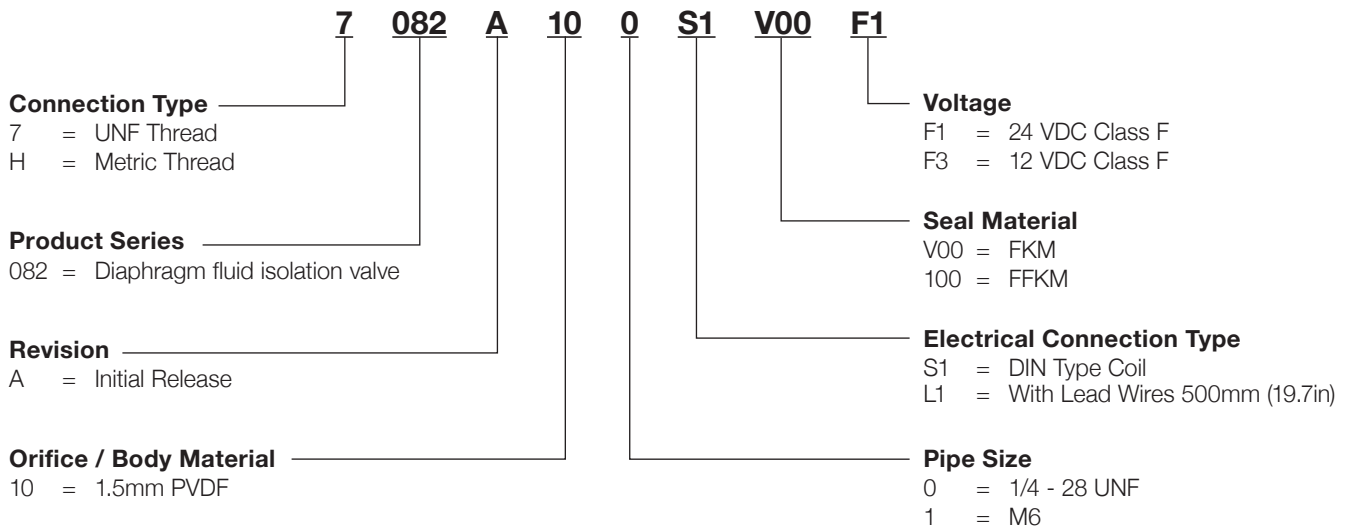 7 082 A 10 0 S1 V00 F1
Connection Type
7 = UNF Thread
H = Metric Thread
Product Series
082 = Diaphragm fluid isolation valve
Revision
A = Initial Release
Orifice / Body Material
10 = 1.5mm PVDF
Voltage
F1 = 24 VDC Class F
F3 = 12 VDC Class F
Seal Material
V00 = FKM
100 = FFKM
Electrical Connection Type
S1 = DIN Type Coil
L1 = With Lead Wires 500mm (19.7in)
Pipe Size
0 = 1/4 - 28 UNF
1 = M6